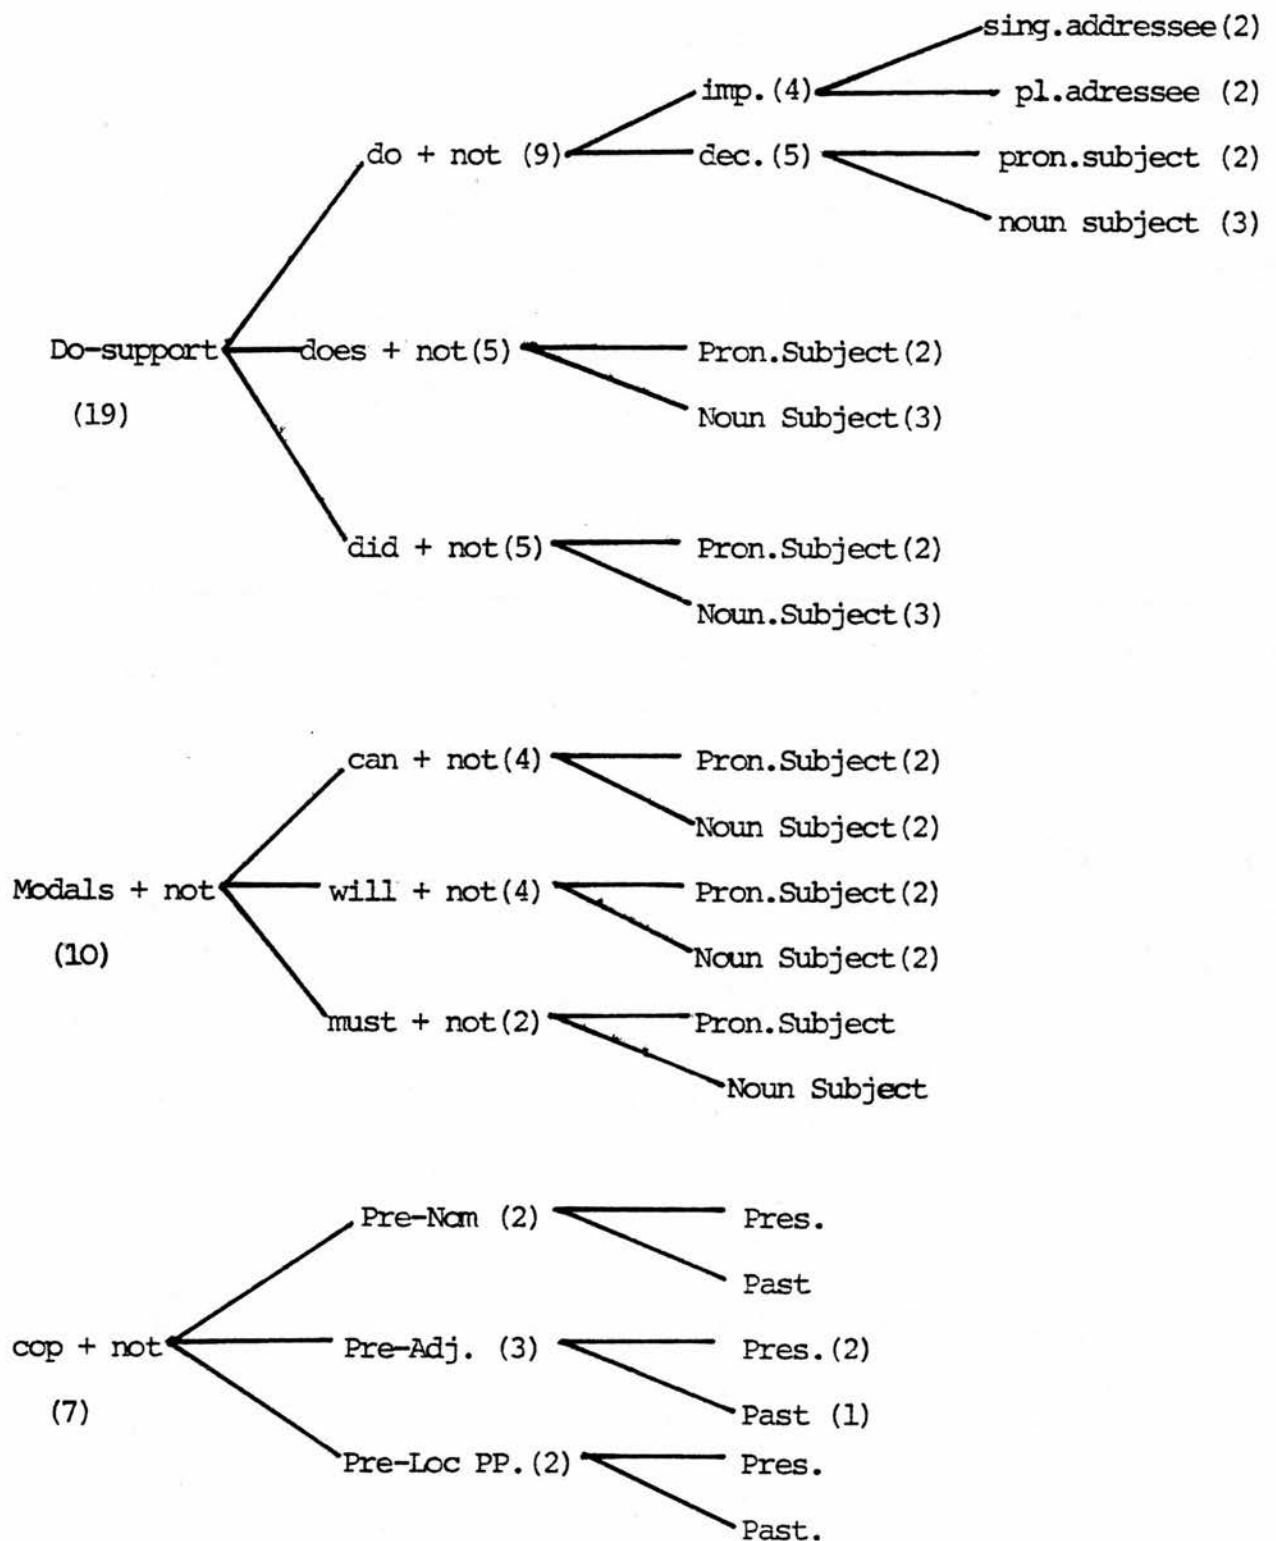 sing.addressee(2)
imp.(4) pl.adressee (2)
do + not (9) dec.(5) pron.subject (2)
noun subject (3)
Do-support does + not(5) Pron.Subject(2)
(19) Noun Subject(3)
did + not(5) Pron.Subject(2)
Noun.Subject(3)
can + not(4) Pron.Subject(2)
Noun Subject(2)
Modals + not will + not(4) Pron.Subject(2)
(10) Noun Subject(2)
must + not(2) Pron.Subject
Noun Subject
Pre-Nom (2) Pres.
Past
cop + not Pre-Adj. (3) Pres.(2)
(7) Past (1)
Pre-Loc PP.(2) Pres.
Past.